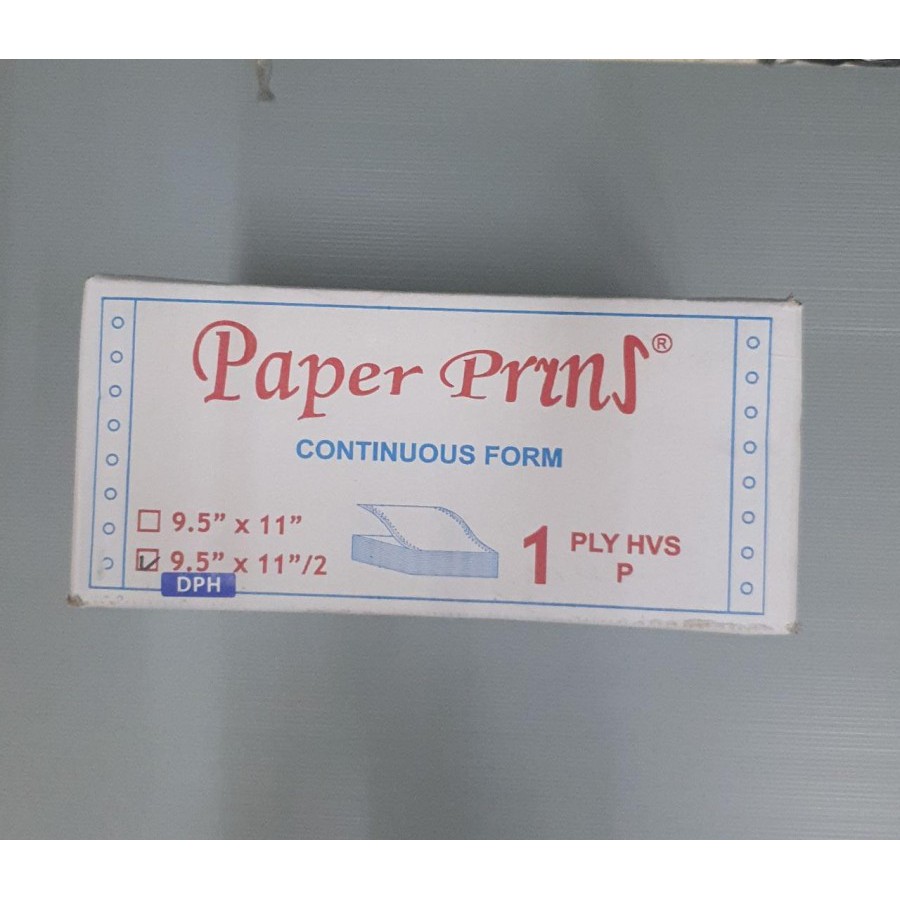 Paper PrinS®
CONTINUOUS FORM
9.5” x 11”
9.5” x 11”/2
DPH
1 PLY HVS
P